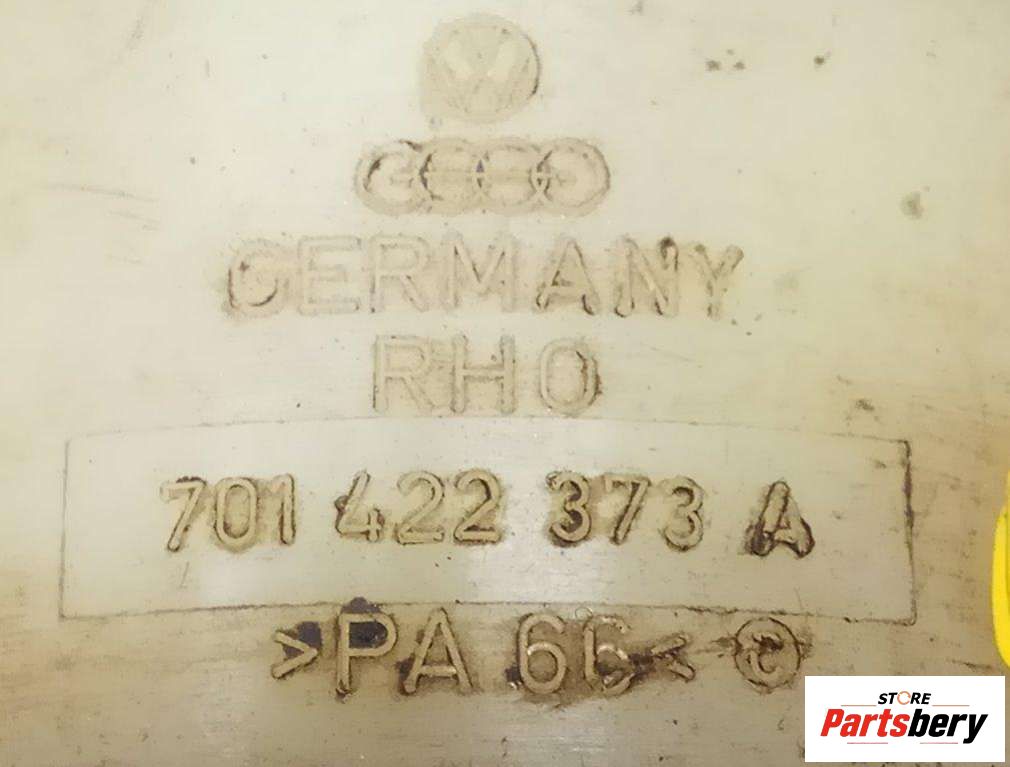 GERMANY
RHO
701 422 373 A
>PA 66< ©
STORE
Partsbery